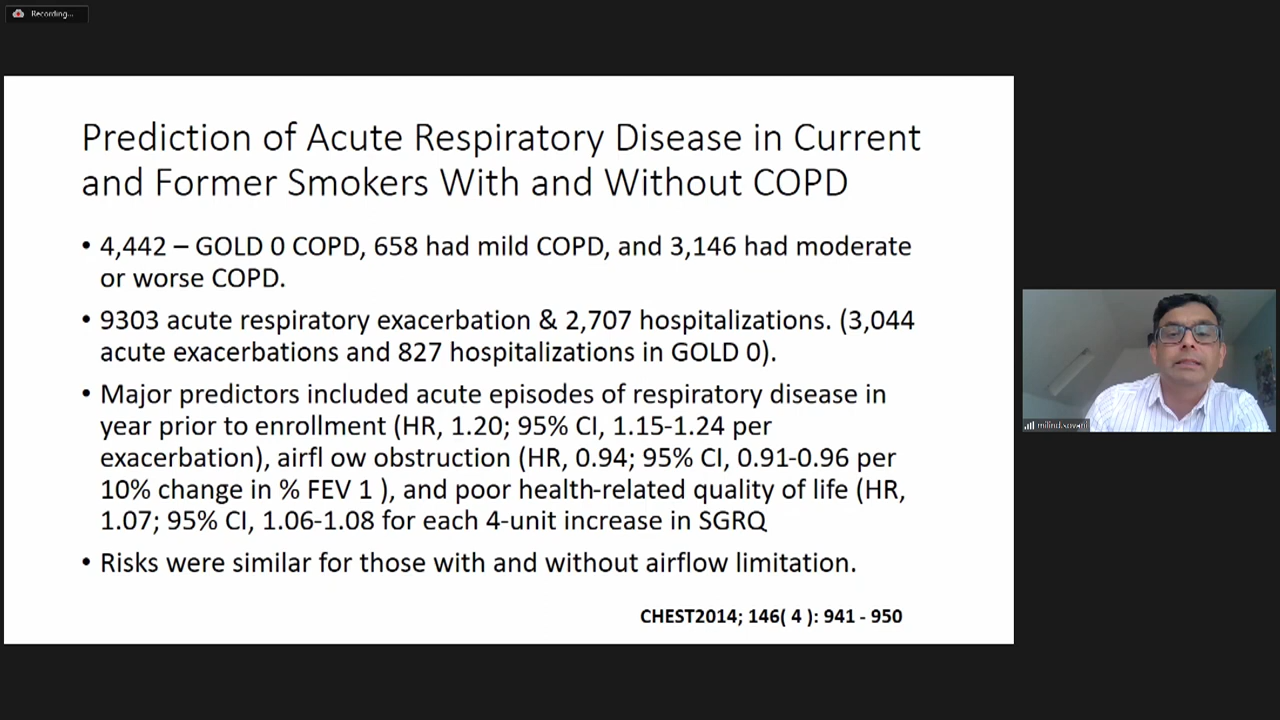 Recording...
Prediction of Acute Respiratory Disease in Current
and Former Smokers With and Without COPD
• 4,442 – GOLD 0 COPD, 658 had mild COPD, and 3,146 had moderate
or worse COPD.
• 9303 acute respiratory exacerbation & 2,707 hospitalizations. (3,044
acute exacerbations and 827 hospitalizations in GOLD 0).
• Major predictors included acute episodes of respiratory disease in
year prior to enrollment (HR, 1.20; 95% CI, 1.15-1.24 per
exacerbation), airfl ow obstruction (HR, 0.94; 95% CI, 0.91-0.96 per
10% change in % FEV 1 ), and poor health-related quality of life (HR,
1.07; 95% CI, 1.06-1.08 for each 4-unit increase in SGRQ
• Risks were similar for those with and without airflow limitation.
CHEST2014; 146( 4 ): 941 - 950
milind.sovani